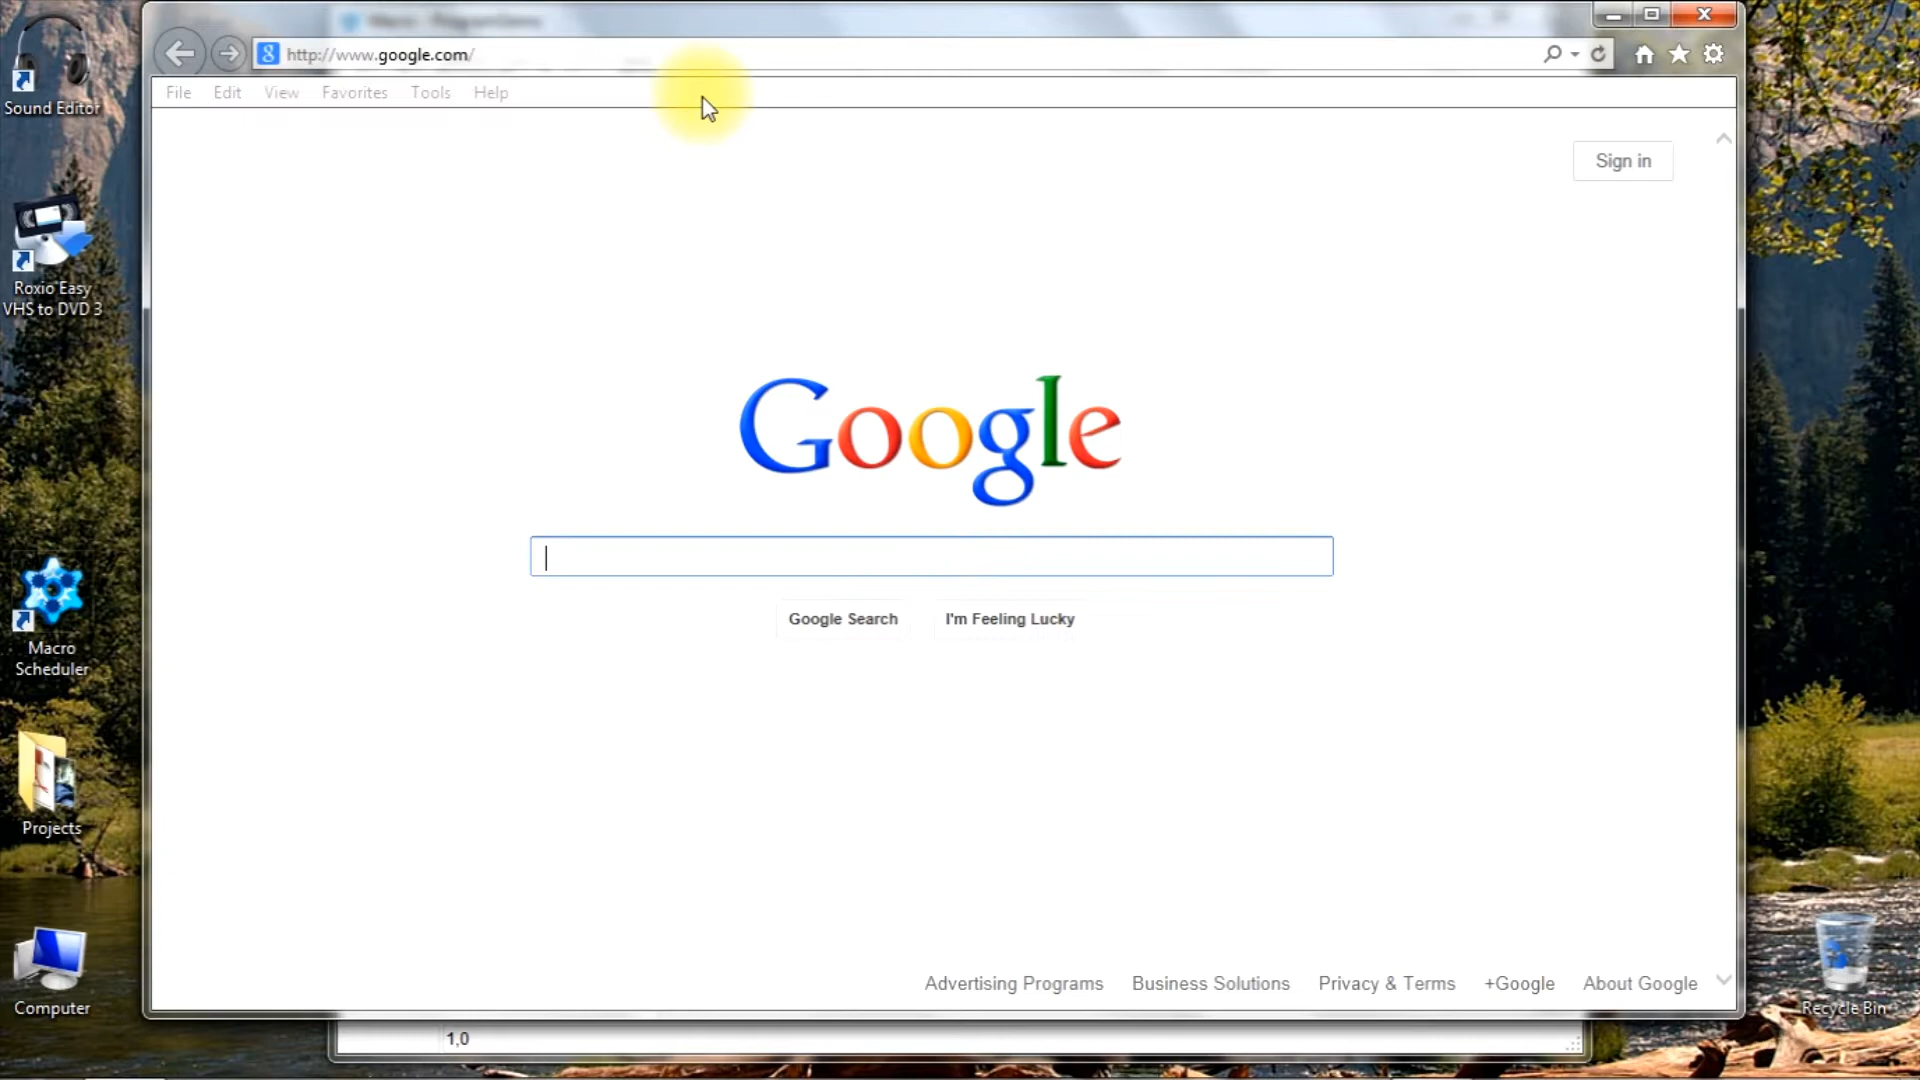 Sound Editor
Roxio Easy
VHS to DVD 3
Macro
Scheduler
Projects
Computer
http://www.google.com/
File Edit View Favorites Tools Help
Sign in
Google
Google Search I'm Feeling Lucky
Advertising Programs Business Solutions Privacy & Terms +Google About Google
1,0
Recycle Bin